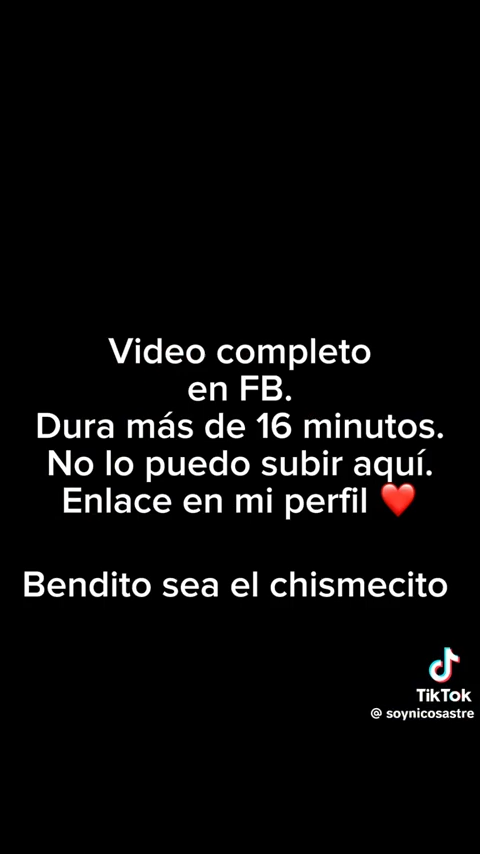 Video completo
en FB.
Dura más de 16 minutos.
No lo puedo subir aquí.
Enlace en mi perfil ❤️
Bendito sea el chismecito
TikTok
@ soynicosastre